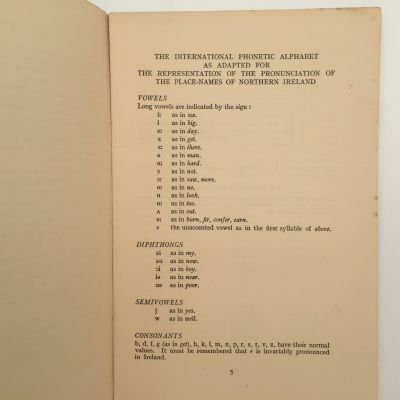 THE INTERNATIONAL PHONETIC ALPHABET
AS ADAPTED FOR
THE REPRESENTATION OF THE PRONUNCIATION OF
THE PLACE-NAMES OF NORTHERN IRELAND
VOWELS
Long vowels are indicated by the sign :
iː as in see.
i as in big.
eː as in day.
ɛ as in get.
ɛː as in there.
a as in man.
ɑː as in hard.
ɔ as in not.
ɔː as in saw, more.
oː as in no.
u as in look.
uː as in too.
ʌ as in cut.
əː as in burn, fir, confer, earn.
ə the unaccented vowel as in the first syllable of above.
DIPHTHONGS
ai as in my.
au as in now.
ɔi as in boy.
iə as in near.
uə as in poor.
SEMIVOWELS
j as in yes.
w as in well.
CONSONANTS
b, d, f, g (as in get), h, k, l, m, n, p, r, s, t, v, z, have their normal
values. It must be remembered that r is invariably pronounced
in Ireland.
5